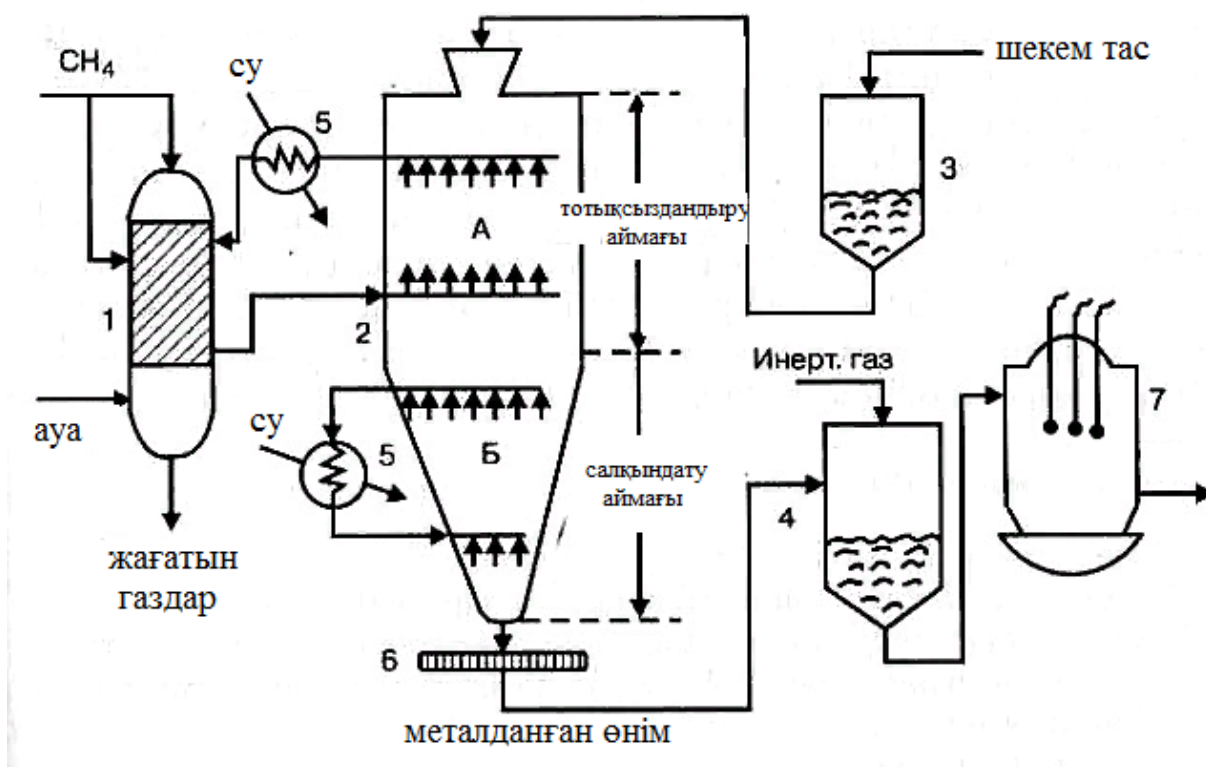 CH₄
су
5
шекем тас
3
тотықсыздандыру
аймағы
А
1
2
ауа
Инерт. газ
7
су
5
Б
салқындату
аймағы
4
жағатын
газдар
6
металданған өнім